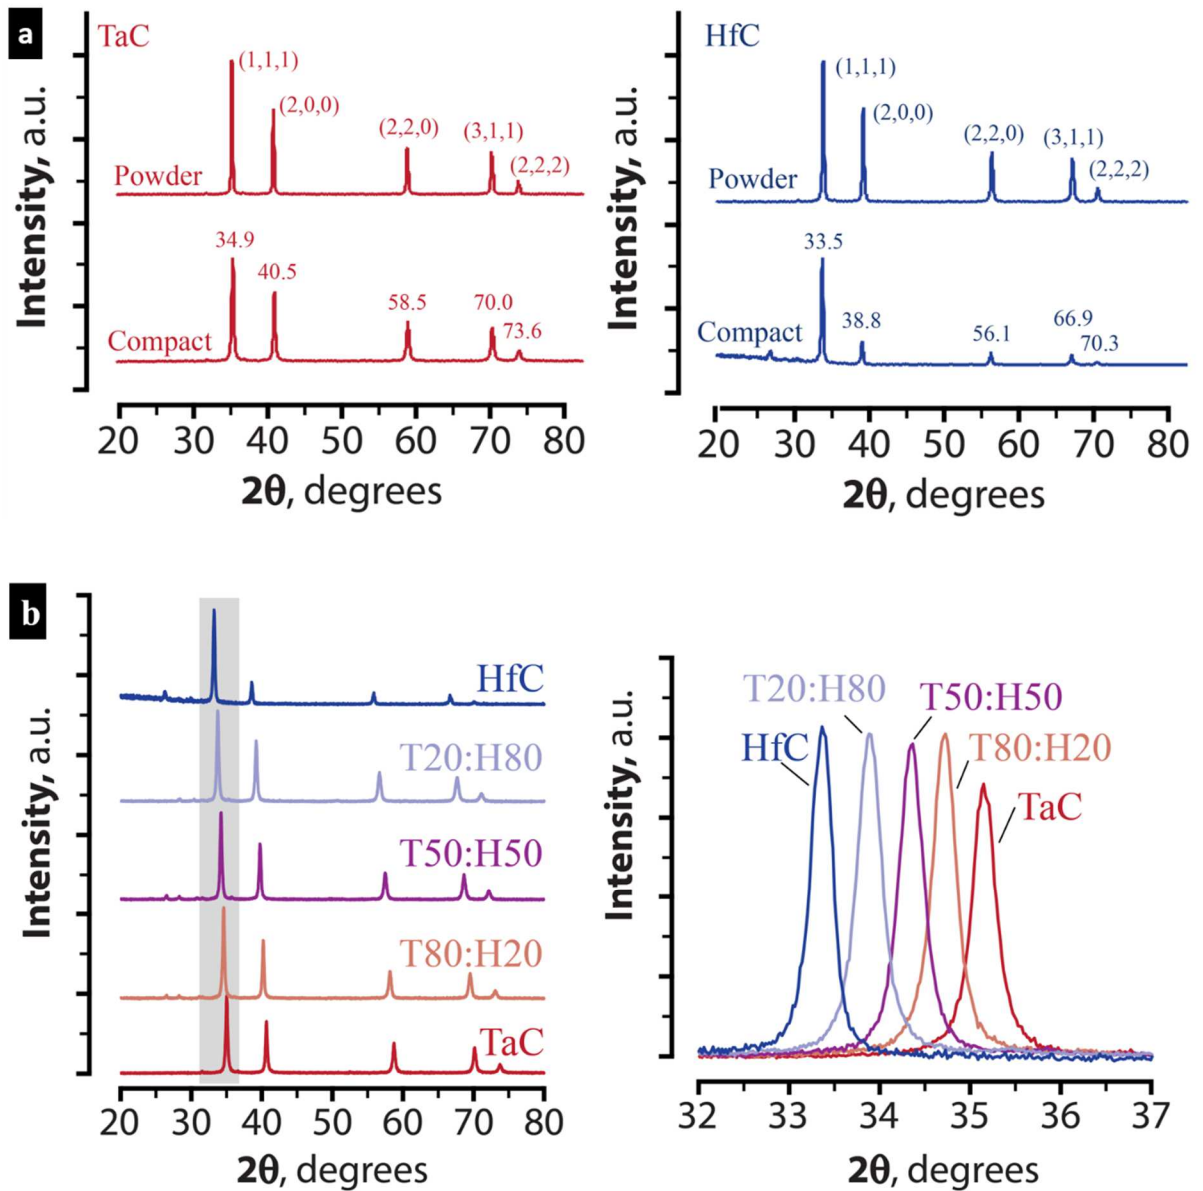 a
TaC
(1,1,1)
(2,0,0)
(2,2,0)
(3,1,1)
(2,2,2)
Powder
34.9
40.5
58.5
70.0
73.6
Compact
Intensity, a.u.
20 30 40 50 60 70 80
2θ, degrees
HfC
(1,1,1)
(2,0,0)
(2,2,0)
(3,1,1)
(2,2,2)
Powder
33.5
38.8
56.1
66.9
70.3
Compact
Intensity, a.u.
20 30 40 50 60 70 80
2θ, degrees
b
HfC
T20:H80
T50:H50
T80:H20
TaC
Intensity, a.u.
20 30 40 50 60 70 80
2θ, degrees
T20:H80
T50:H50
HfC
T80:H20
TaC
Intensity, a.u.
32 33 34 35 36 37
2θ, degrees